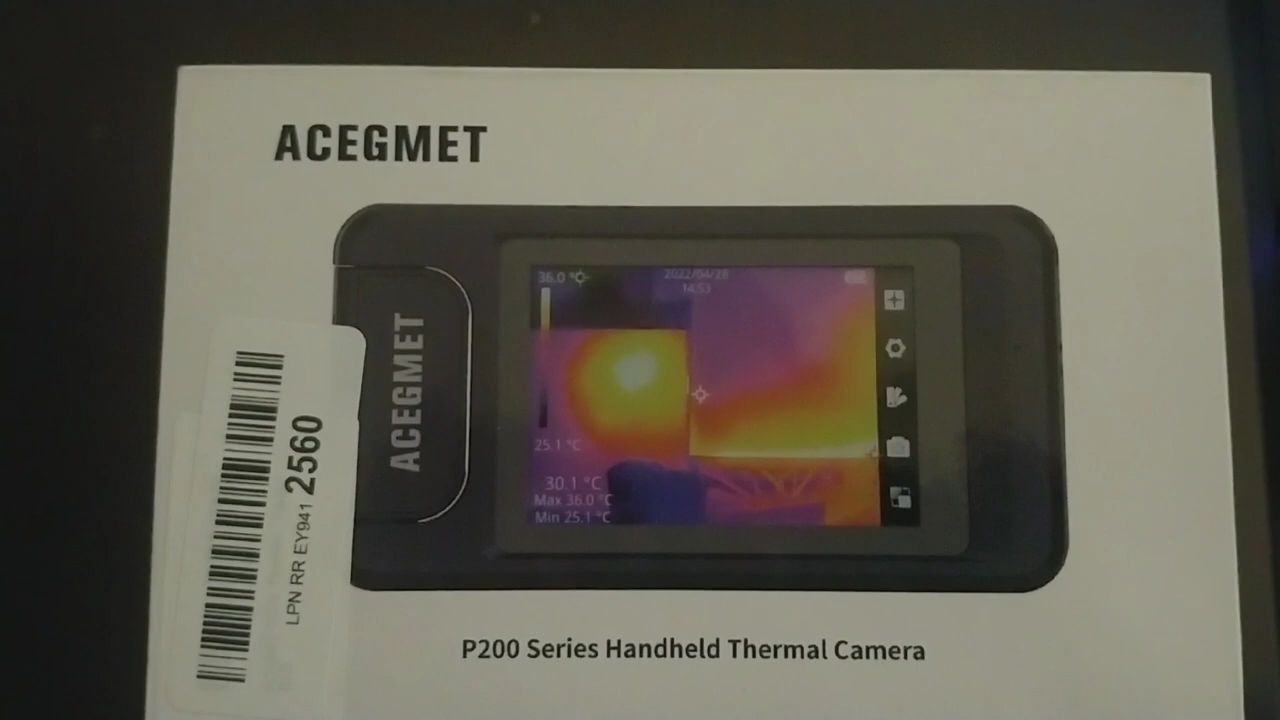 ACEGMET
ACEGMET
36.0 °C
2022/04/28
14:53
25.1 °C
30.1 °C
Max 36.0 °C
Min 25.1 °C
LPN RR EY941 2560
P200 Series Handheld Thermal Camera